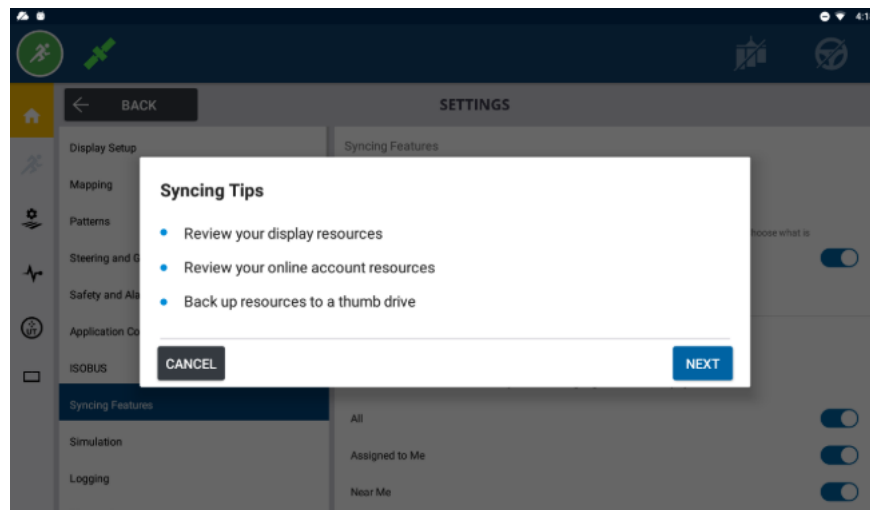 4:18
BACK
SETTINGS
Display Setup
Syncing Features
Mapping
Patterns
hoose what is
Steering and G
Safety and Ala
Application Co
ISOBUS
Syncing Features
Simulation
Logging
All
Assigned to Me
Near Me
UT
Syncing Tips
Review your display resources
Review your online account resources
Back up resources to a thumb drive
CANCEL
NEXT